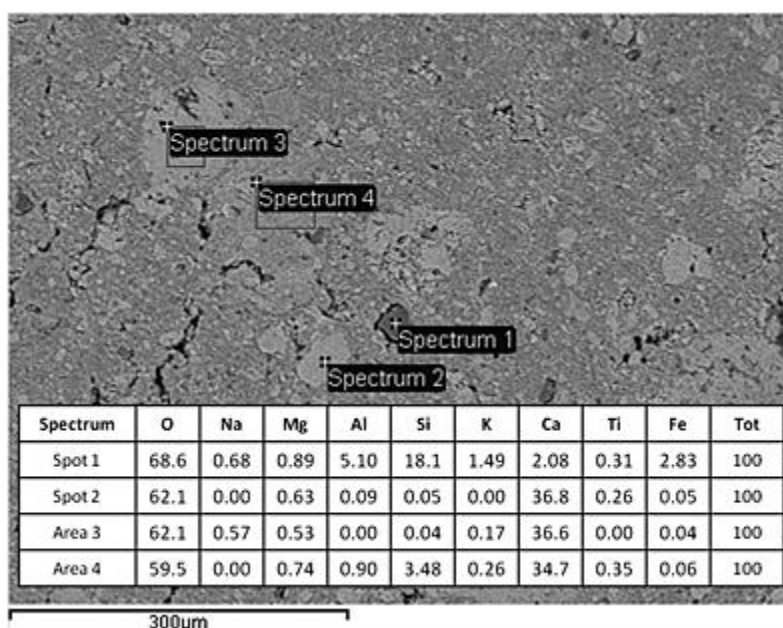 Spectrum 3
Spectrum 4
Spectrum 1
Spectrum 2
Spectrum O Na Mg Al Si K Ca Ti Fe Tot
Spot 1 68.6 0.68 0.89 5.10 18.1 1.49 2.08 0.31 2.83 100
Spot 2 62.1 0.00 0.63 0.09 0.05 0.00 36.8 0.26 0.05 100
Area 3 62.1 0.57 0.53 0.00 0.04 0.17 36.6 0.00 0.04 100
Area 4 59.5 0.00 0.74 0.90 3.48 0.26 34.7 0.35 0.06 100
300µm